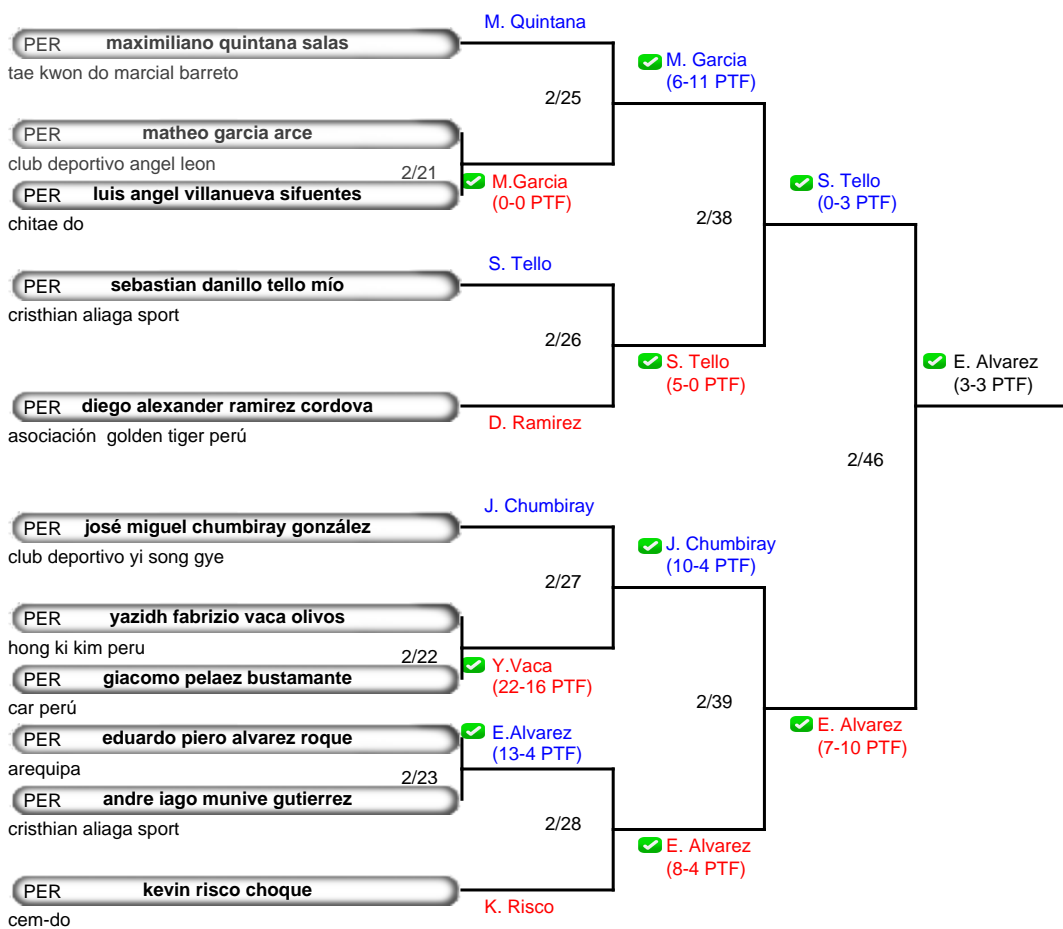 M. Quintana
PER maximiliano quintana salas
tae kwon do marcial barreto
M. Garcia
(6-11 PTF)
2/25
PER matheo garcia arce
club deportivo angel leon
2/21
PER luis angel villanueva sifuentes
chitae do
M.Garcia
(0-0 PTF)
S. Tello
(0-3 PTF)
2/38
S. Tello
PER sebastian danillo tello mío
cristhian aliaga sport
2/26
S. Tello
(5-0 PTF)
E. Alvarez
(3-3 PTF)
PER diego alexander ramirez cordova
asociación golden tiger perú
D. Ramirez
2/46
J. Chumbiray
PER josé miguel chumbiray gonzález
club deportivo yi song gye
J. Chumbiray
(10-4 PTF)
2/27
PER yazidh fabrizio vaca olivos
hong ki kim peru
2/22
PER giacomo pelaez bustamante
car perú
Y.Vaca
(22-16 PTF)
2/39
E. Alvarez
(7-10 PTF)
PER eduardo piero alvarez roque
arequipa
E.Alvarez
(13-4 PTF)
2/23
PER andre iago munive gutierrez
cristhian aliaga sport
2/28
E. Alvarez
(8-4 PTF)
PER kevin risco choque
cem-do
K. Risco